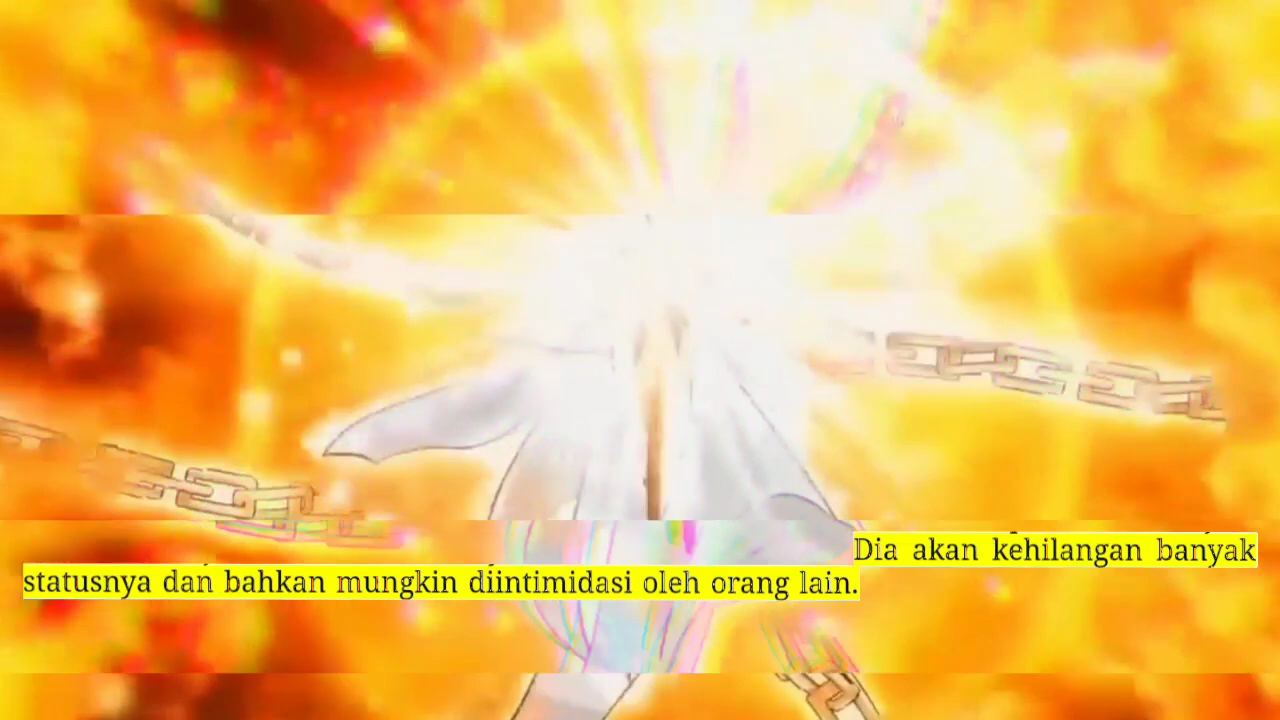 Dia akan kehilangan banyak
statusnya dan bahkan mungkin diintimidasi oleh orang lain.